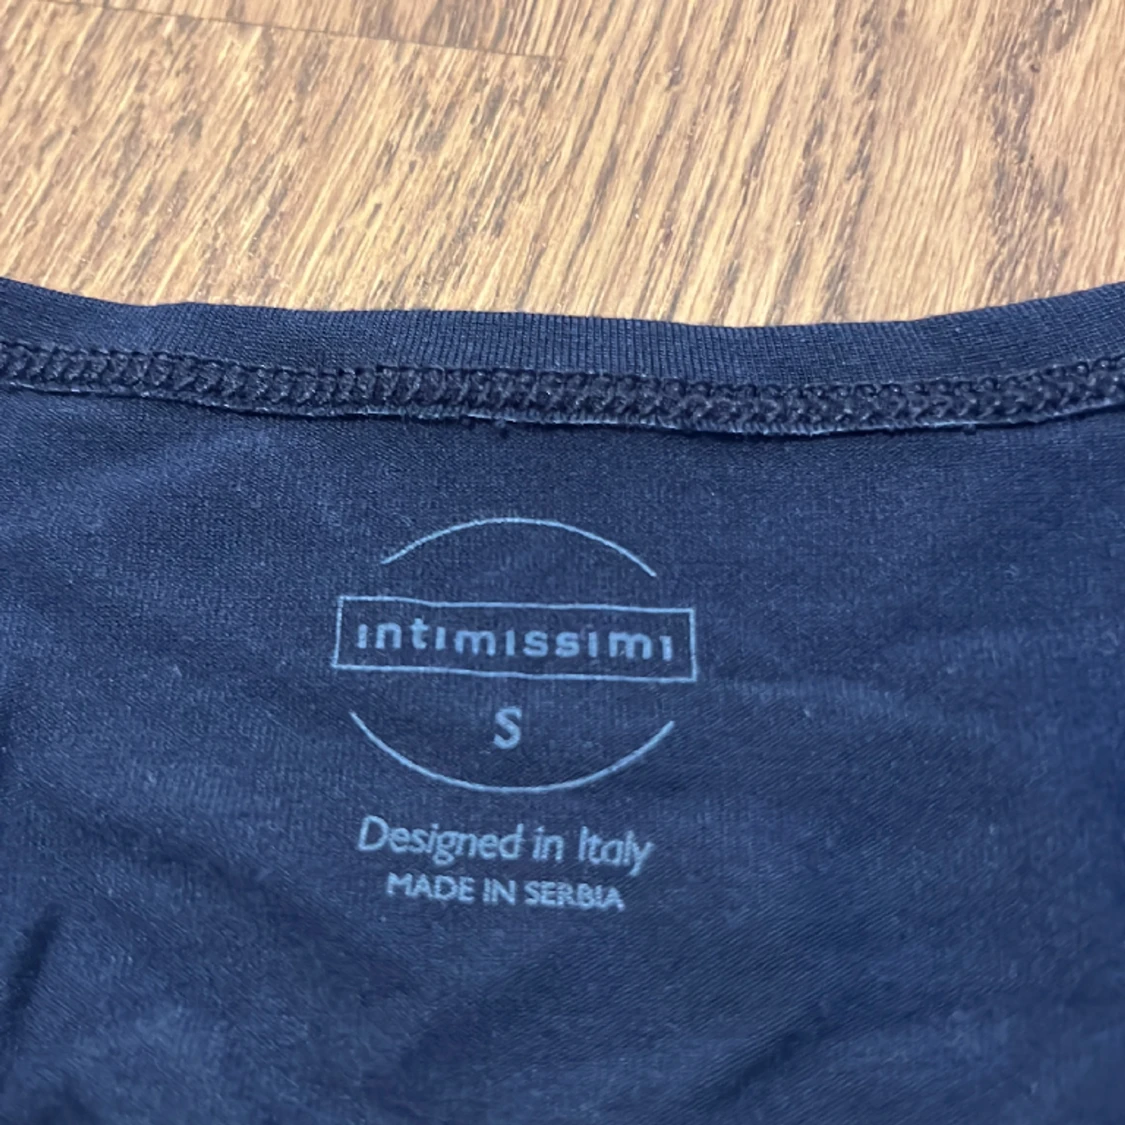 intimissimi
S
Designed in Italy
MADE IN SERBIA